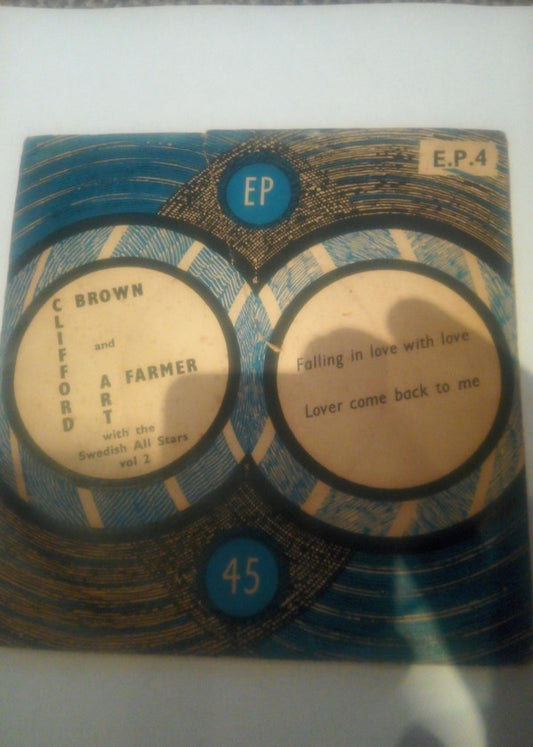 E.P.4
EP
CLIFFORD BROWN
and
ART FARMER
with the
Swedish All Stars
vol 2
Falling in love with love
Lover come back to me
45